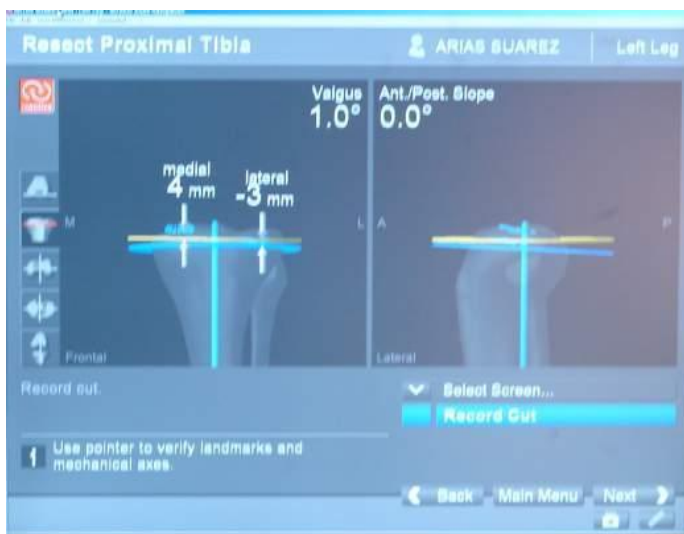 Resect Proximal Tibia
ARIAS SUAREZ
Left Leg
Valgus
1.0°
Ant./Post. Slope
0.0°
medial
4 mm
lateral
-3 mm
M
L
A
P
Frontal
Lateral
Record cut.
Select Screen...
Record Cut
Use pointer to verify landmarks and
mechanical axes.
Back
Main Menu
Next